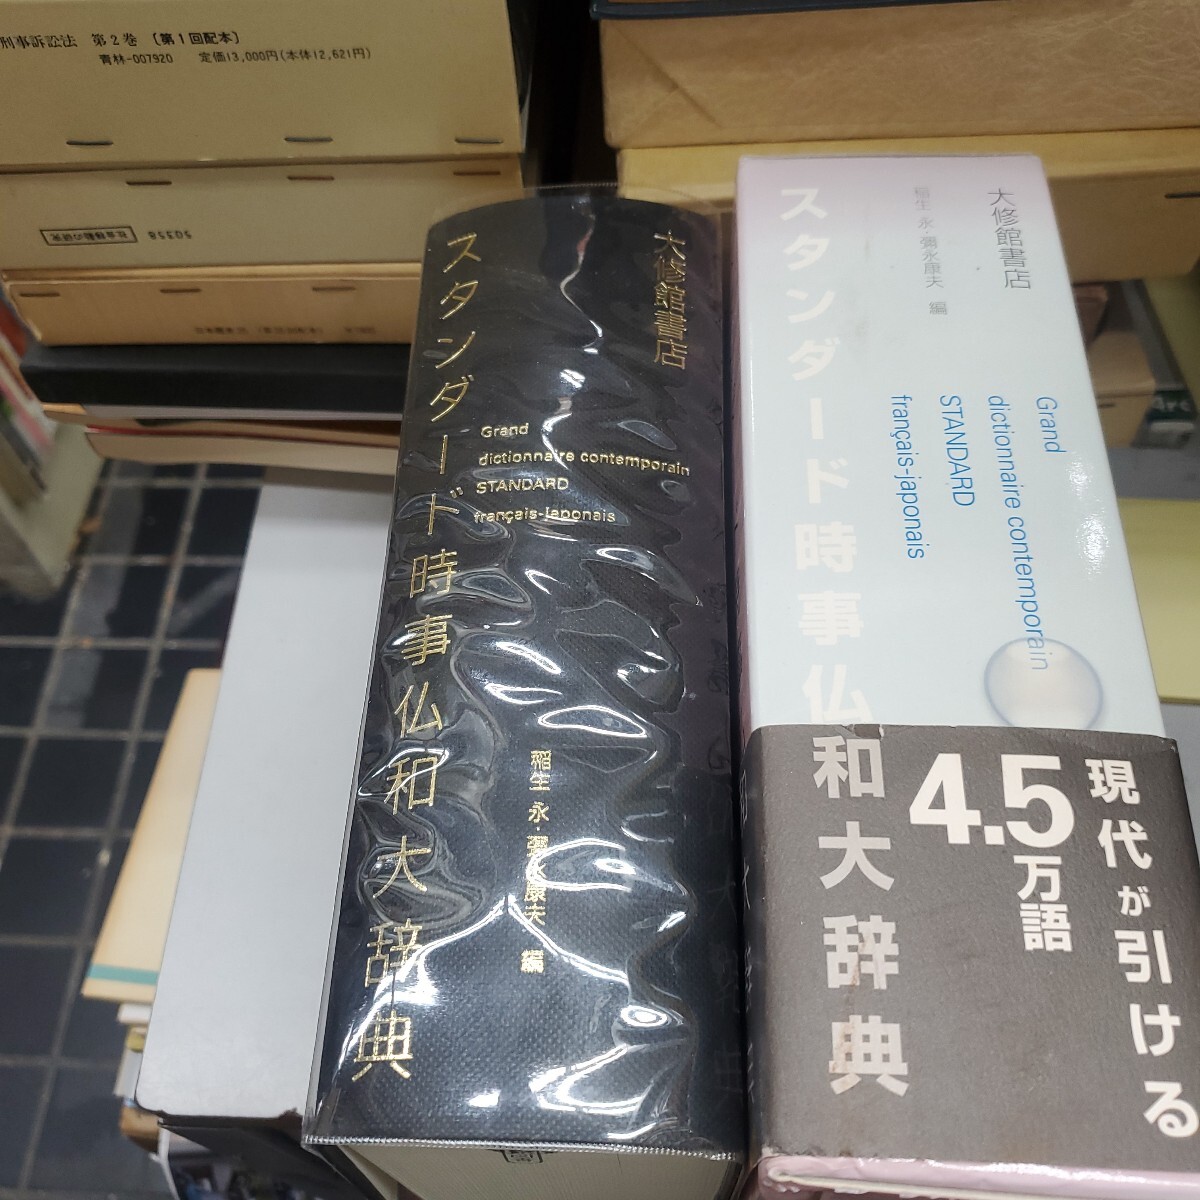 刑事訴訟法 第2巻 〔第1回配本〕
青林-007920 定価13,000円(本体12,621円)
5Q358
スタンダード時事仏和大辞典
大修館書店
Grand
dictionnaire contemporain
STANDARD
français-japonais
稲生 永・彌永康夫 編
スタンダード時事仏和大辞典
稲生 永・彌永康夫 編
大修館書店
Grand
dictionnaire contemporain
STANDARD
français-japonais
現代が引ける
4.5万語